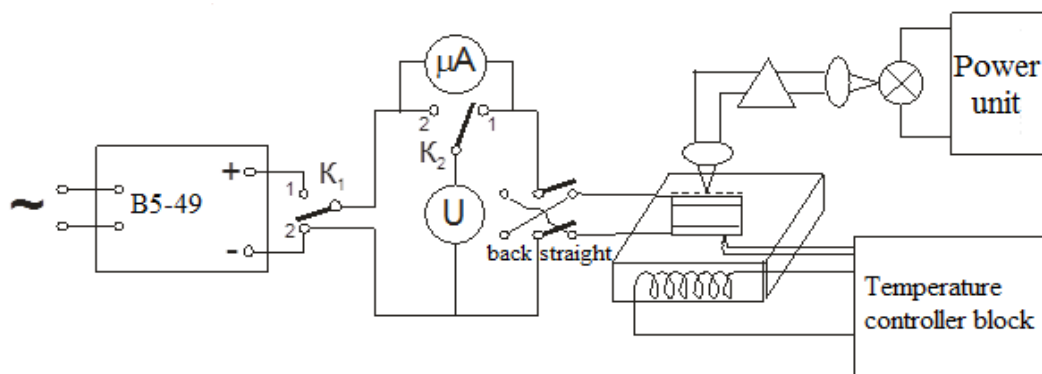 μA
2
1
K₂
U
~
B5-49
+
-
1
K₁
2
back straight
Power
unit
Temperature
controller block